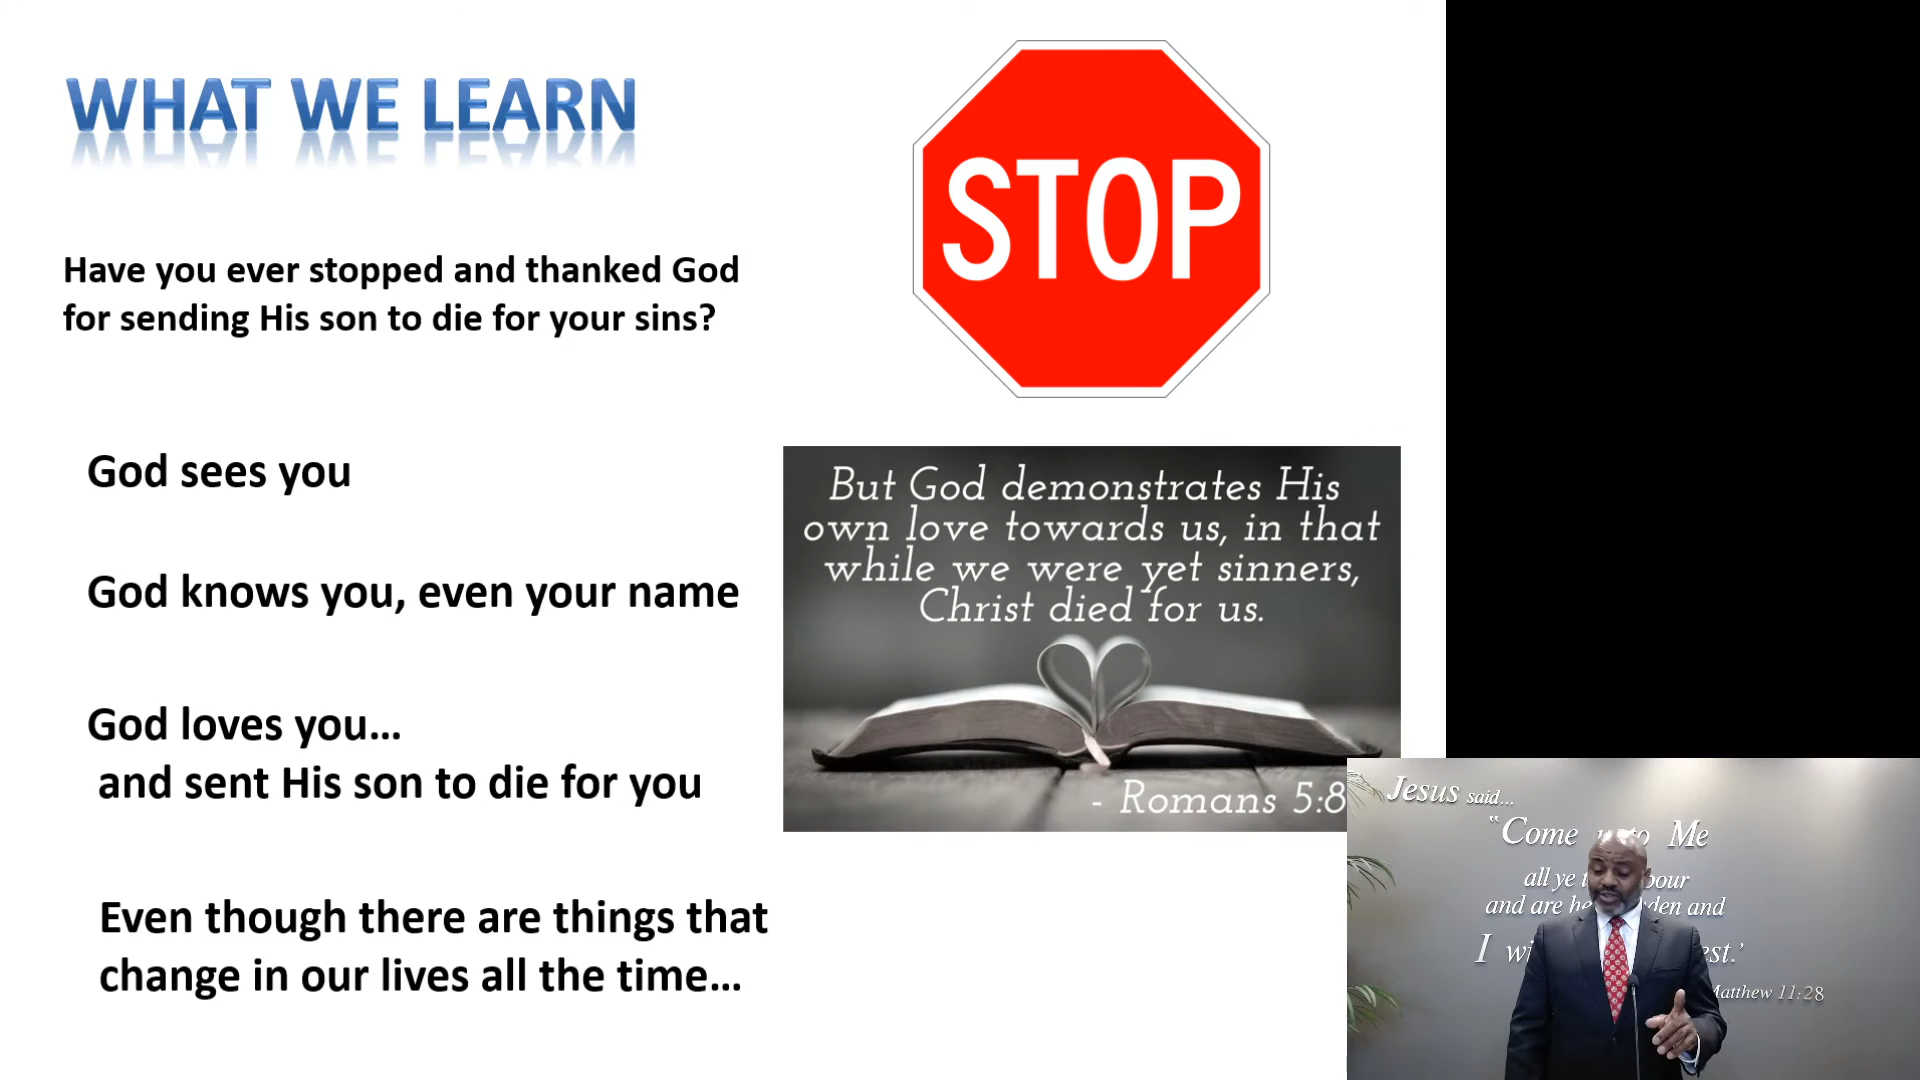 WHAT WE LEARN
STOP
Have you ever stopped and thanked God
for sending His son to die for your sins?
God sees you
God knows you, even your name
God loves you...
and sent His son to die for you
Even though there are things that
change in our lives all the time...
But God demonstrates His
own love towards us, in that
while we were yet sinners,
Christ died for us.
- Romans 5:8
Jesus said...
"Come Me
all ye
and are and
I
Matthew 11:28